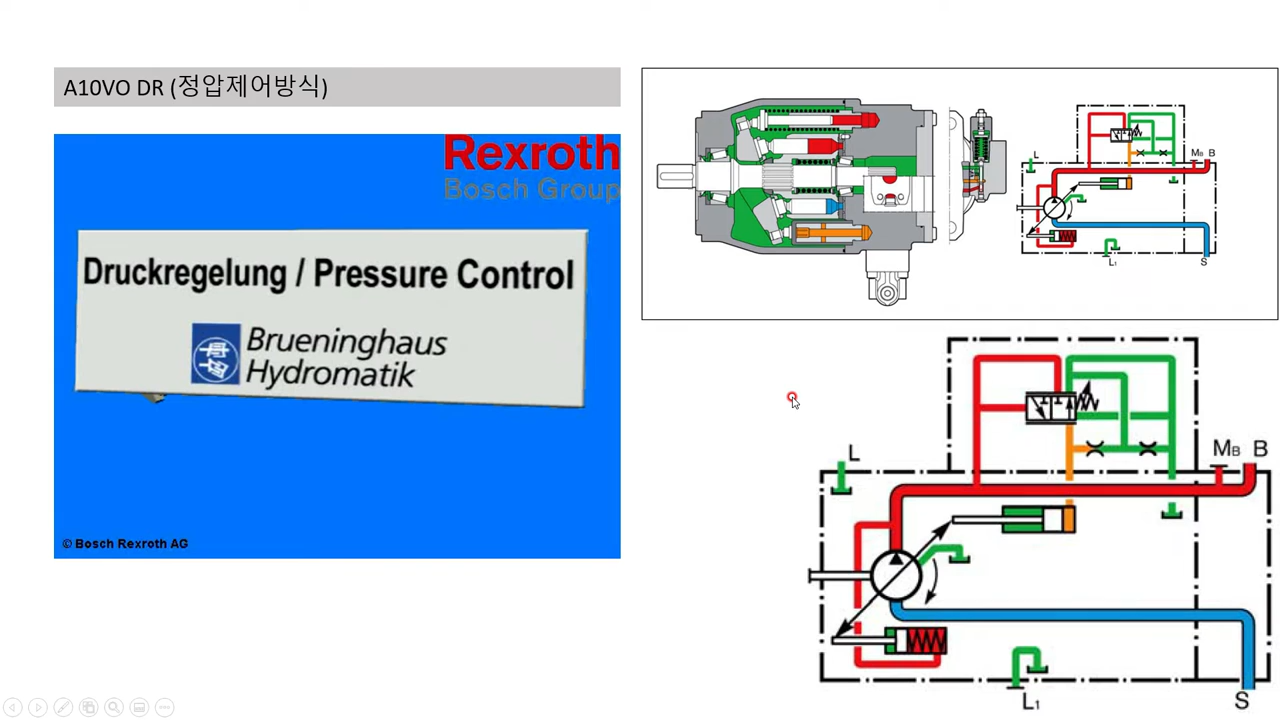 A10VO DR (정압제어방식)
Rexroth
Bosch Group
Druckregelung / Pressure Control
Brueninghaus
Hydromatik
© Bosch Rexroth AG
L
MB B
L1
S
L
MB B
L1
S